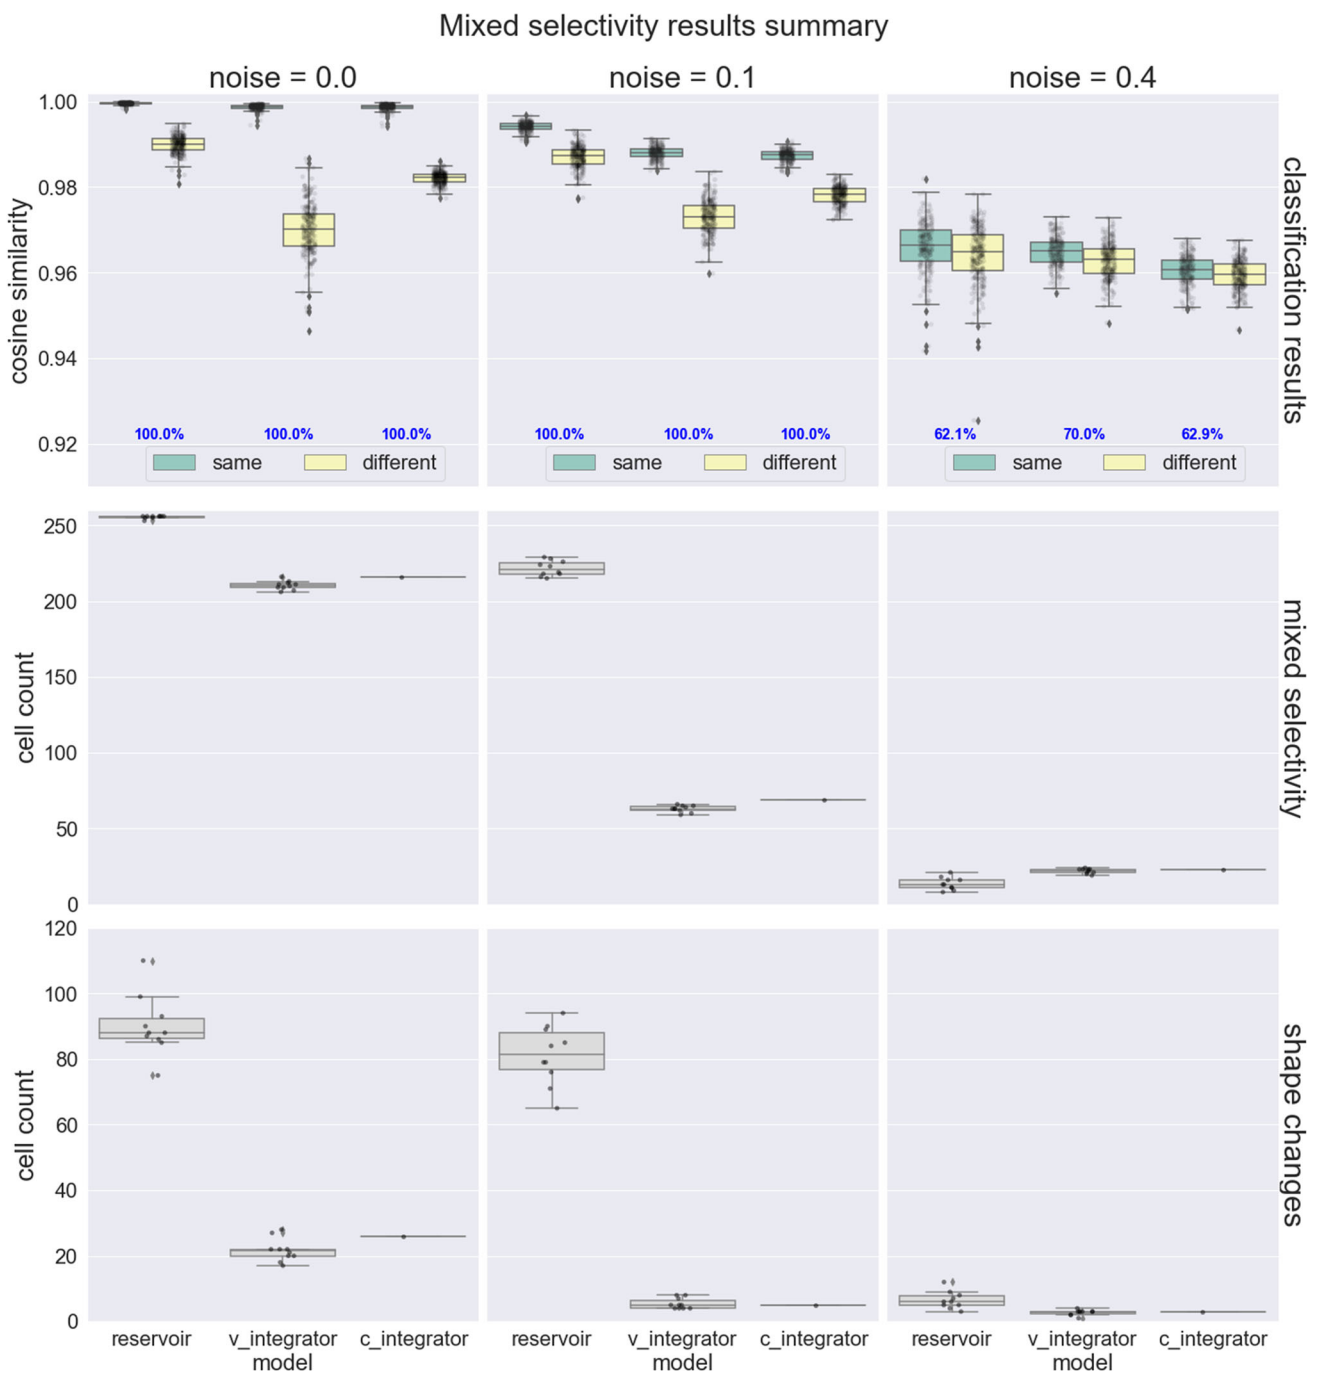 Mixed selectivity results summary
noise = 0.0
noise = 0.1
noise = 0.4
cosine similarity
1.00
0.98
0.96
0.94
0.92
100.0%
100.0%
100.0%
same
different
100.0%
100.0%
100.0%
same
different
62.1%
70.0%
62.9%
same
different
classification results
cell count
250
200
150
100
50
0
mixed selectivity
cell count
120
100
80
60
40
20
0
shape changes
reservoir
v_integrator
c_integrator
model
reservoir
v_integrator
c_integrator
model
reservoir
v_integrator
c_integrator
model